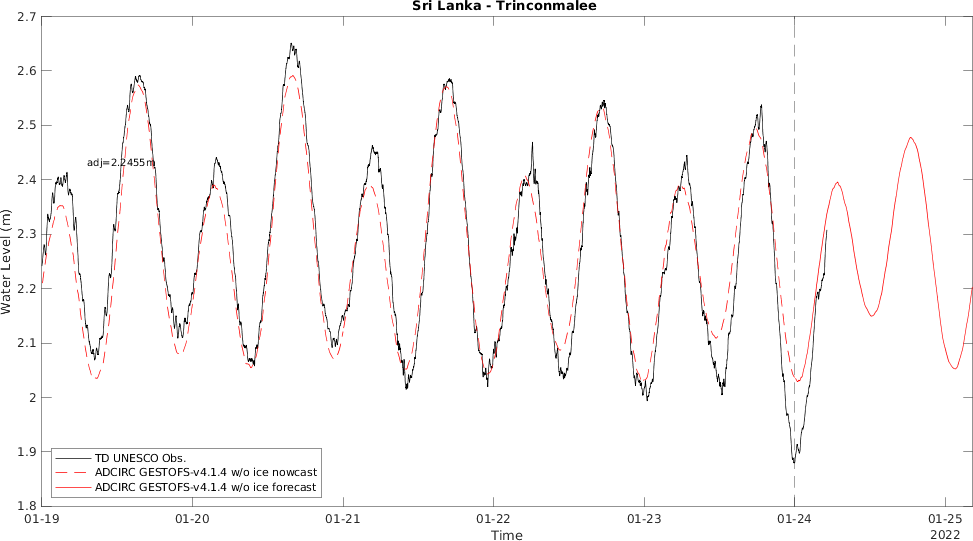 Sri Lanka - Trinconmalee
2.7
2.6
2.5
2.4
2.3
2.2
2.1
2
1.9
1.8
Water Level (m)
adj=2.2455m
TD UNESCO Obs.
ADCIRC GESTOFS-v4.1.4 w/o ice nowcast
ADCIRC GESTOFS-v4.1.4 w/o ice forecast
01-19 01-20 01-21 01-22 01-23 01-24 01-25
Time
2022